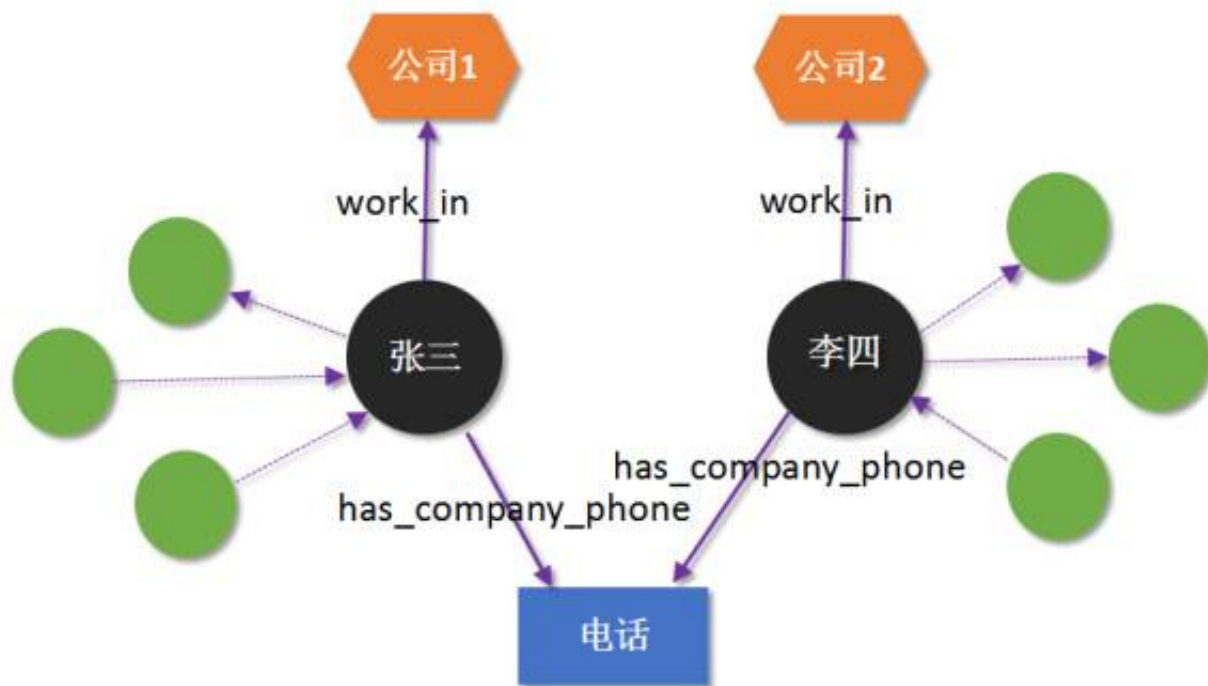 公司1
公司2
work_in
work_in
张三
李四
has_company_phone
has_company_phone
电话